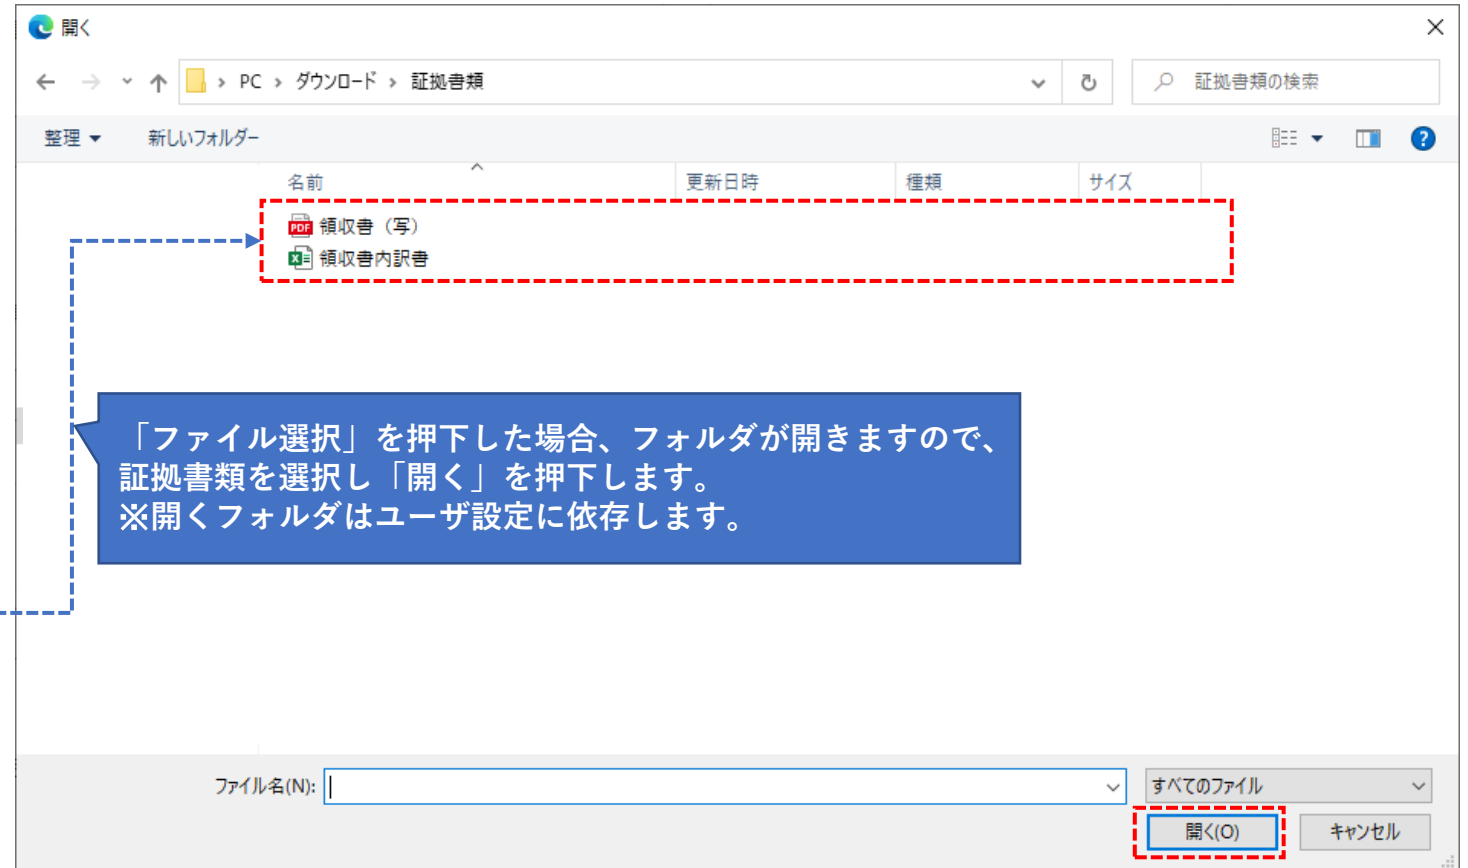 開く
PC › ダウンロード › 証拠書類
証拠書類の検索
整理
新しいフォルダー
名前 更新日時 種類 サイズ
PDF 領収書（写）
領収書内訳書
「ファイル選択」を押下した場合、フォルダが開きますので、
証拠書類を選択し「開く」を押下します。
※開くフォルダはユーザ設定に依存します。
ファイル名(N):
すべてのファイル
開く(O)
キャンセル